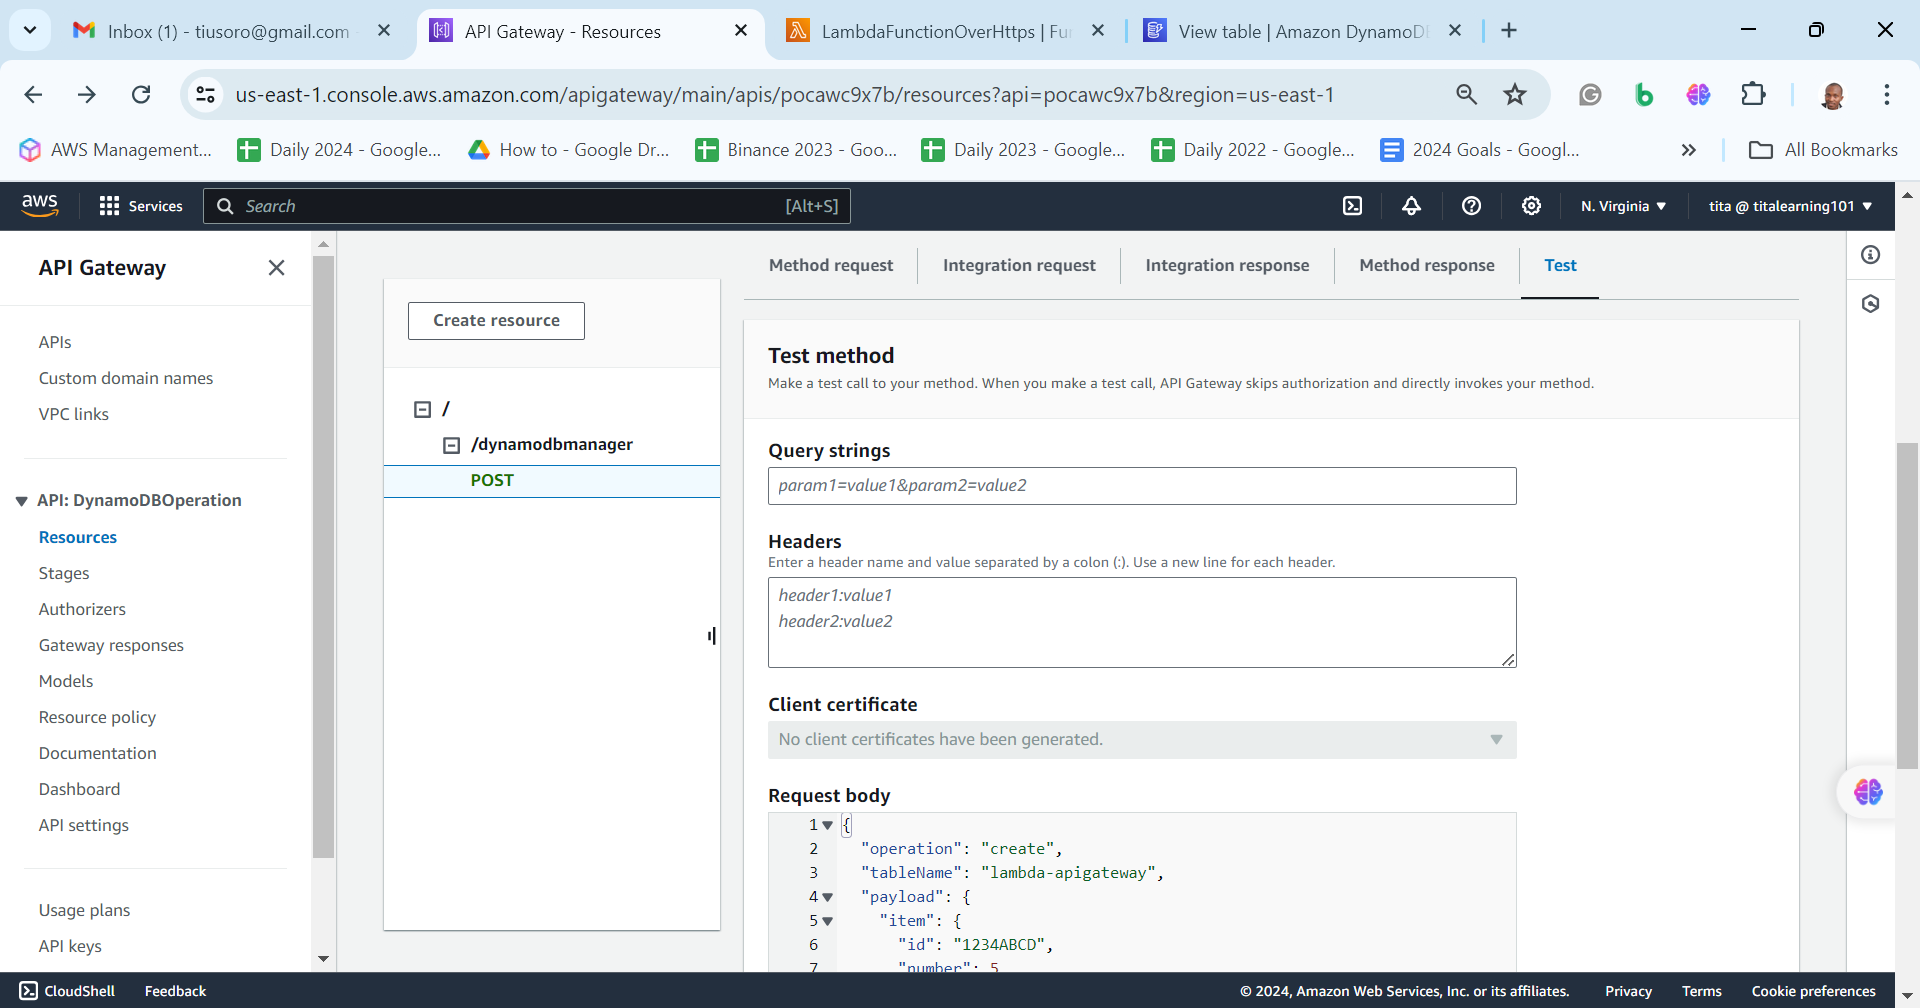 Inbox (1) - tiusoro@gmail.com
API Gateway - Resources
LambdaFunctionOverHttps | Fu
View table | Amazon DynamoD
us-east-1.console.aws.amazon.com/apigateway/main/apis/pocawc9x7b/resources?api=pocawc9x7b&region=us-east-1
AWS Management...
Daily 2024 - Google...
How to - Google Dr...
Binance 2023 - Goo...
Daily 2023 - Google...
Daily 2022 - Google...
2024 Goals - Googl...
All Bookmarks
aws
Services
Search
[Alt+S]
N. Virginia
tita @ titalearning101
API Gateway
APIs
Custom domain names
VPC links
API: DynamoDBOperation
Resources
Stages
Authorizers
Gateway responses
Models
Resource policy
Documentation
Dashboard
API settings
Usage plans
API keys
Create resource
/
/dynamodbmanager
POST
Method request
Integration request
Integration response
Method response
Test
Test method
Make a test call to your method. When you make a test call, API Gateway skips authorization and directly invokes your method.
Query strings
param1=value1&param2=value2
Headers
Enter a header name and value separated by a colon (:). Use a new line for each header.
header1:value1
header2:value2
Client certificate
No client certificates have been generated.
Request body
1 {
2 "operation": "create",
3 "tableName": "lambda-apigateway",
4 "payload": {
5 "item": {
6 "id": "1234ABCD",
7 "number": 5
CloudShell
Feedback
© 2024, Amazon Web Services, Inc. or its affiliates.
Privacy
Terms
Cookie preferences